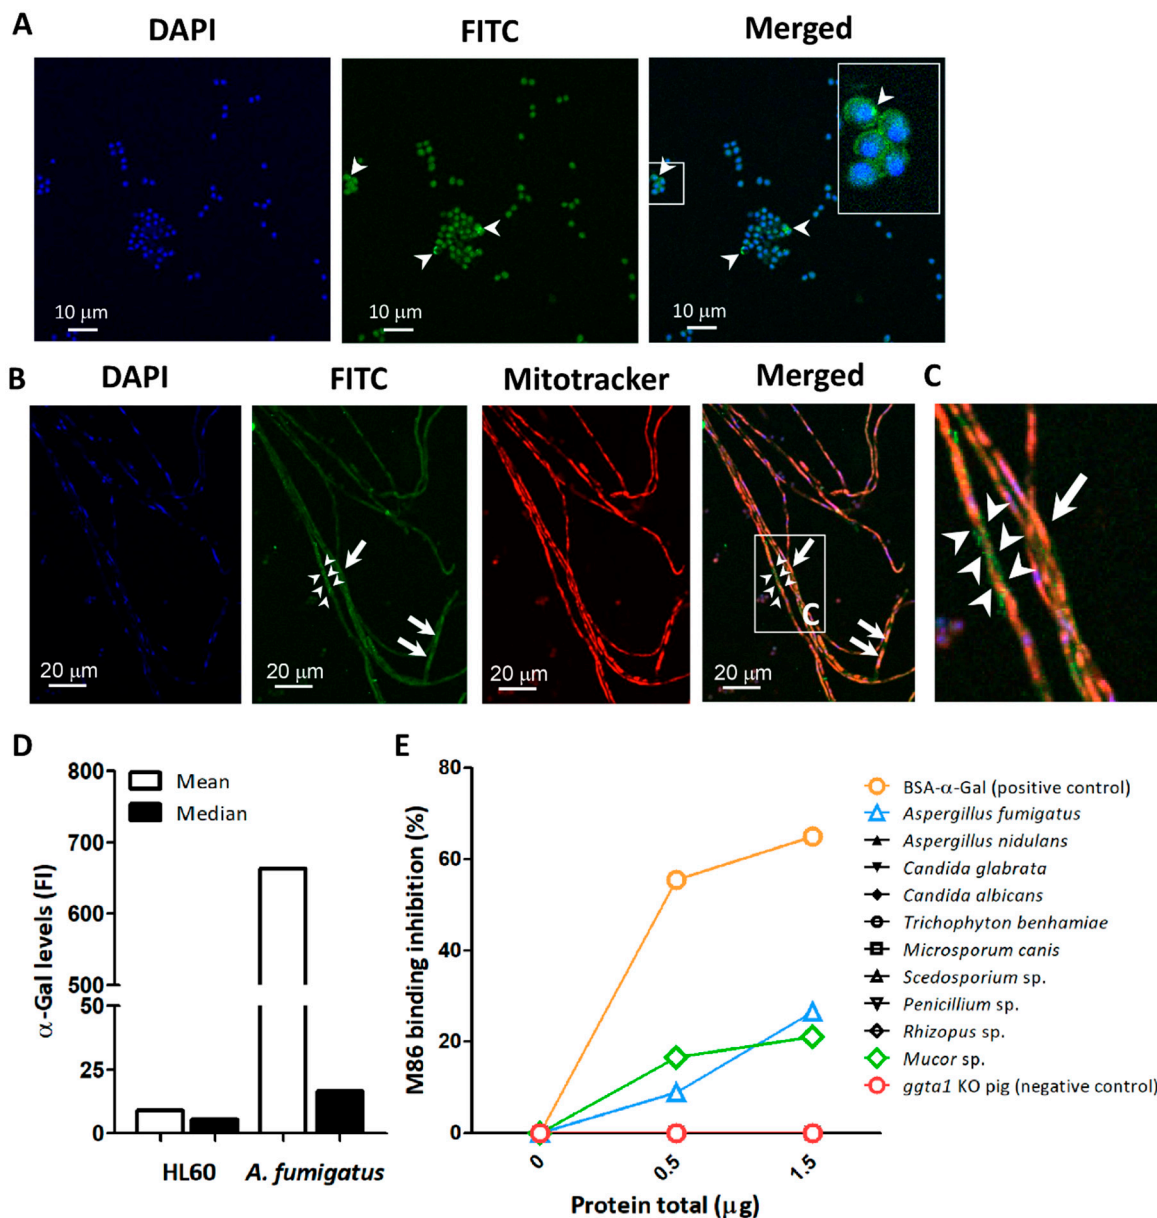 A
DAPI
FITC
Merged
10 μm
10 μm
10 μm
B
DAPI
FITC
Mitotracker
Merged
C
C
20 μm
20 μm
20 μm
20 μm
D
800
700
600
500
50
25
0
α-Gal levels (FI)
Mean
Median
HL60
A. fumigatus
E
80
60
40
20
0
M86 binding inhibition (%)
0
0.5
1.5
Protein total (μg)
BSA-α-Gal (positive control)
Aspergillus fumigatus
Aspergillus nidulans
Candida glabrata
Candida albicans
Trichophyton benhamiae
Microsporum canis
Scedosporium sp.
Penicillium sp.
Rhizopus sp.
Mucor sp.
ggta1 KO pig (negative control)